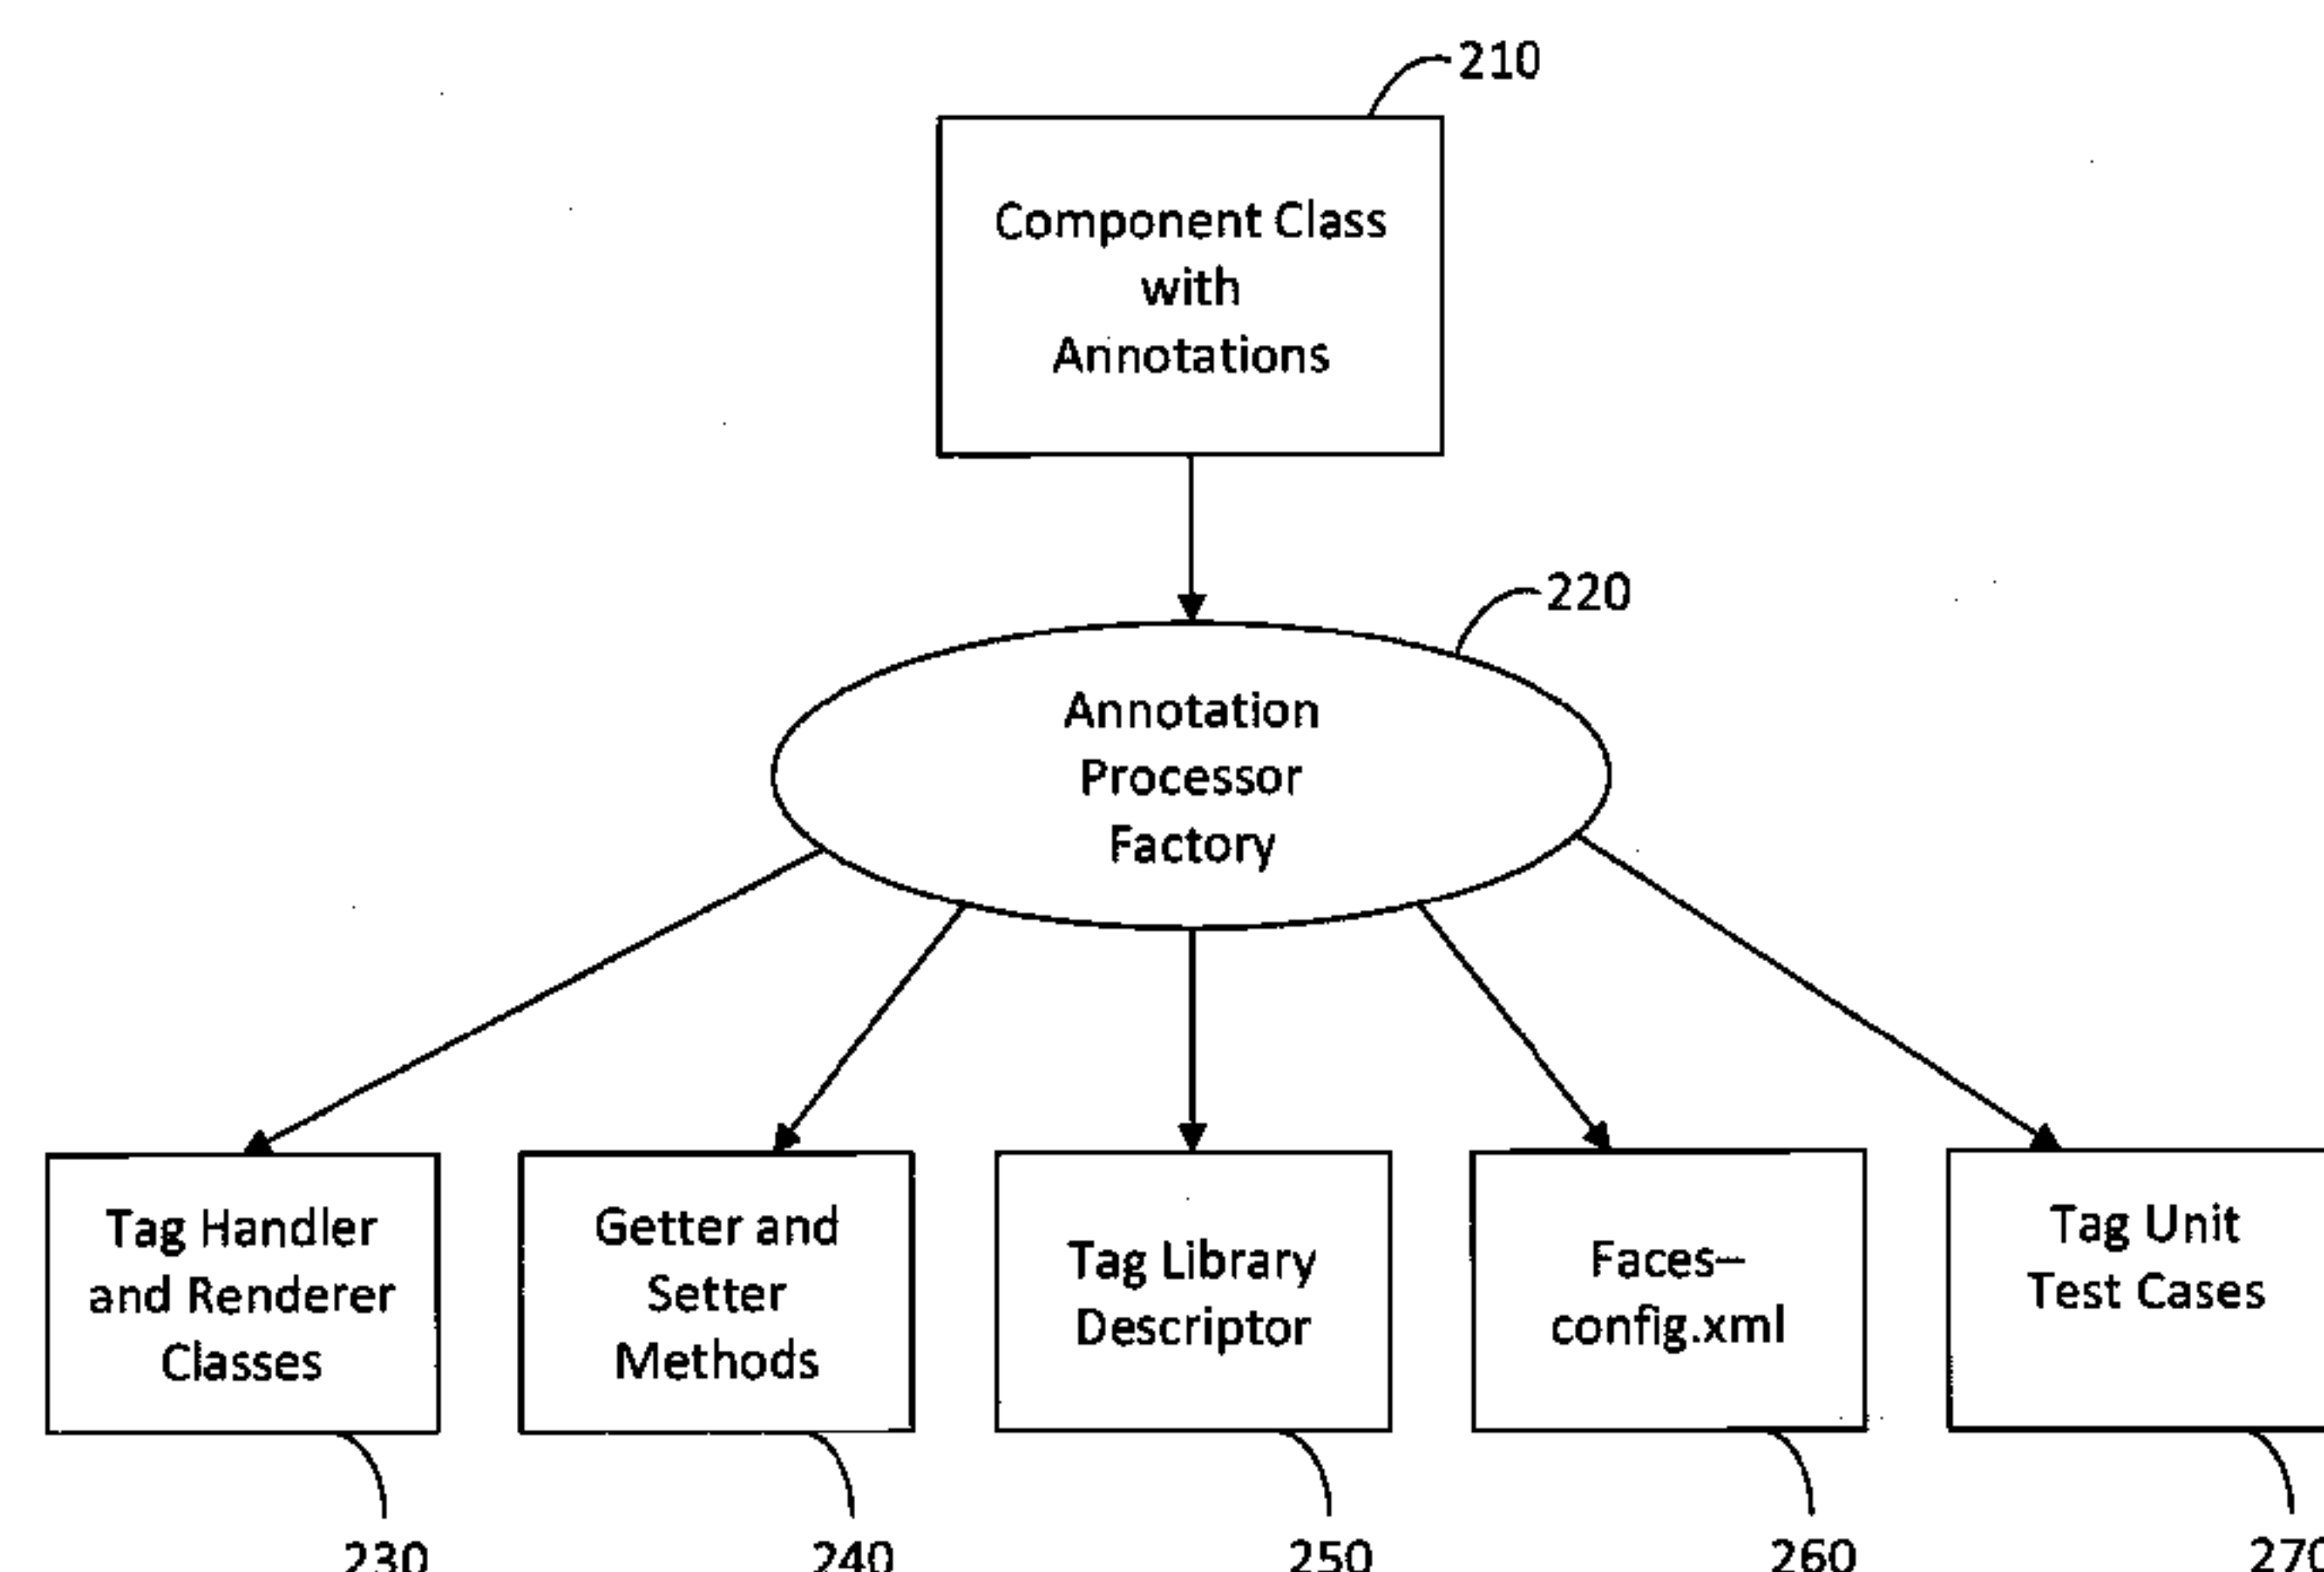 210
Component Class
with
Annotations
220
Annotation
Processor
Factory
Tag Handler
and Renderer
Classes
Getter and
Setter
Methods
Tag Library
Descriptor
Faces–
config.xml
Tag Unit
Test Cases
230
240
250
260
270